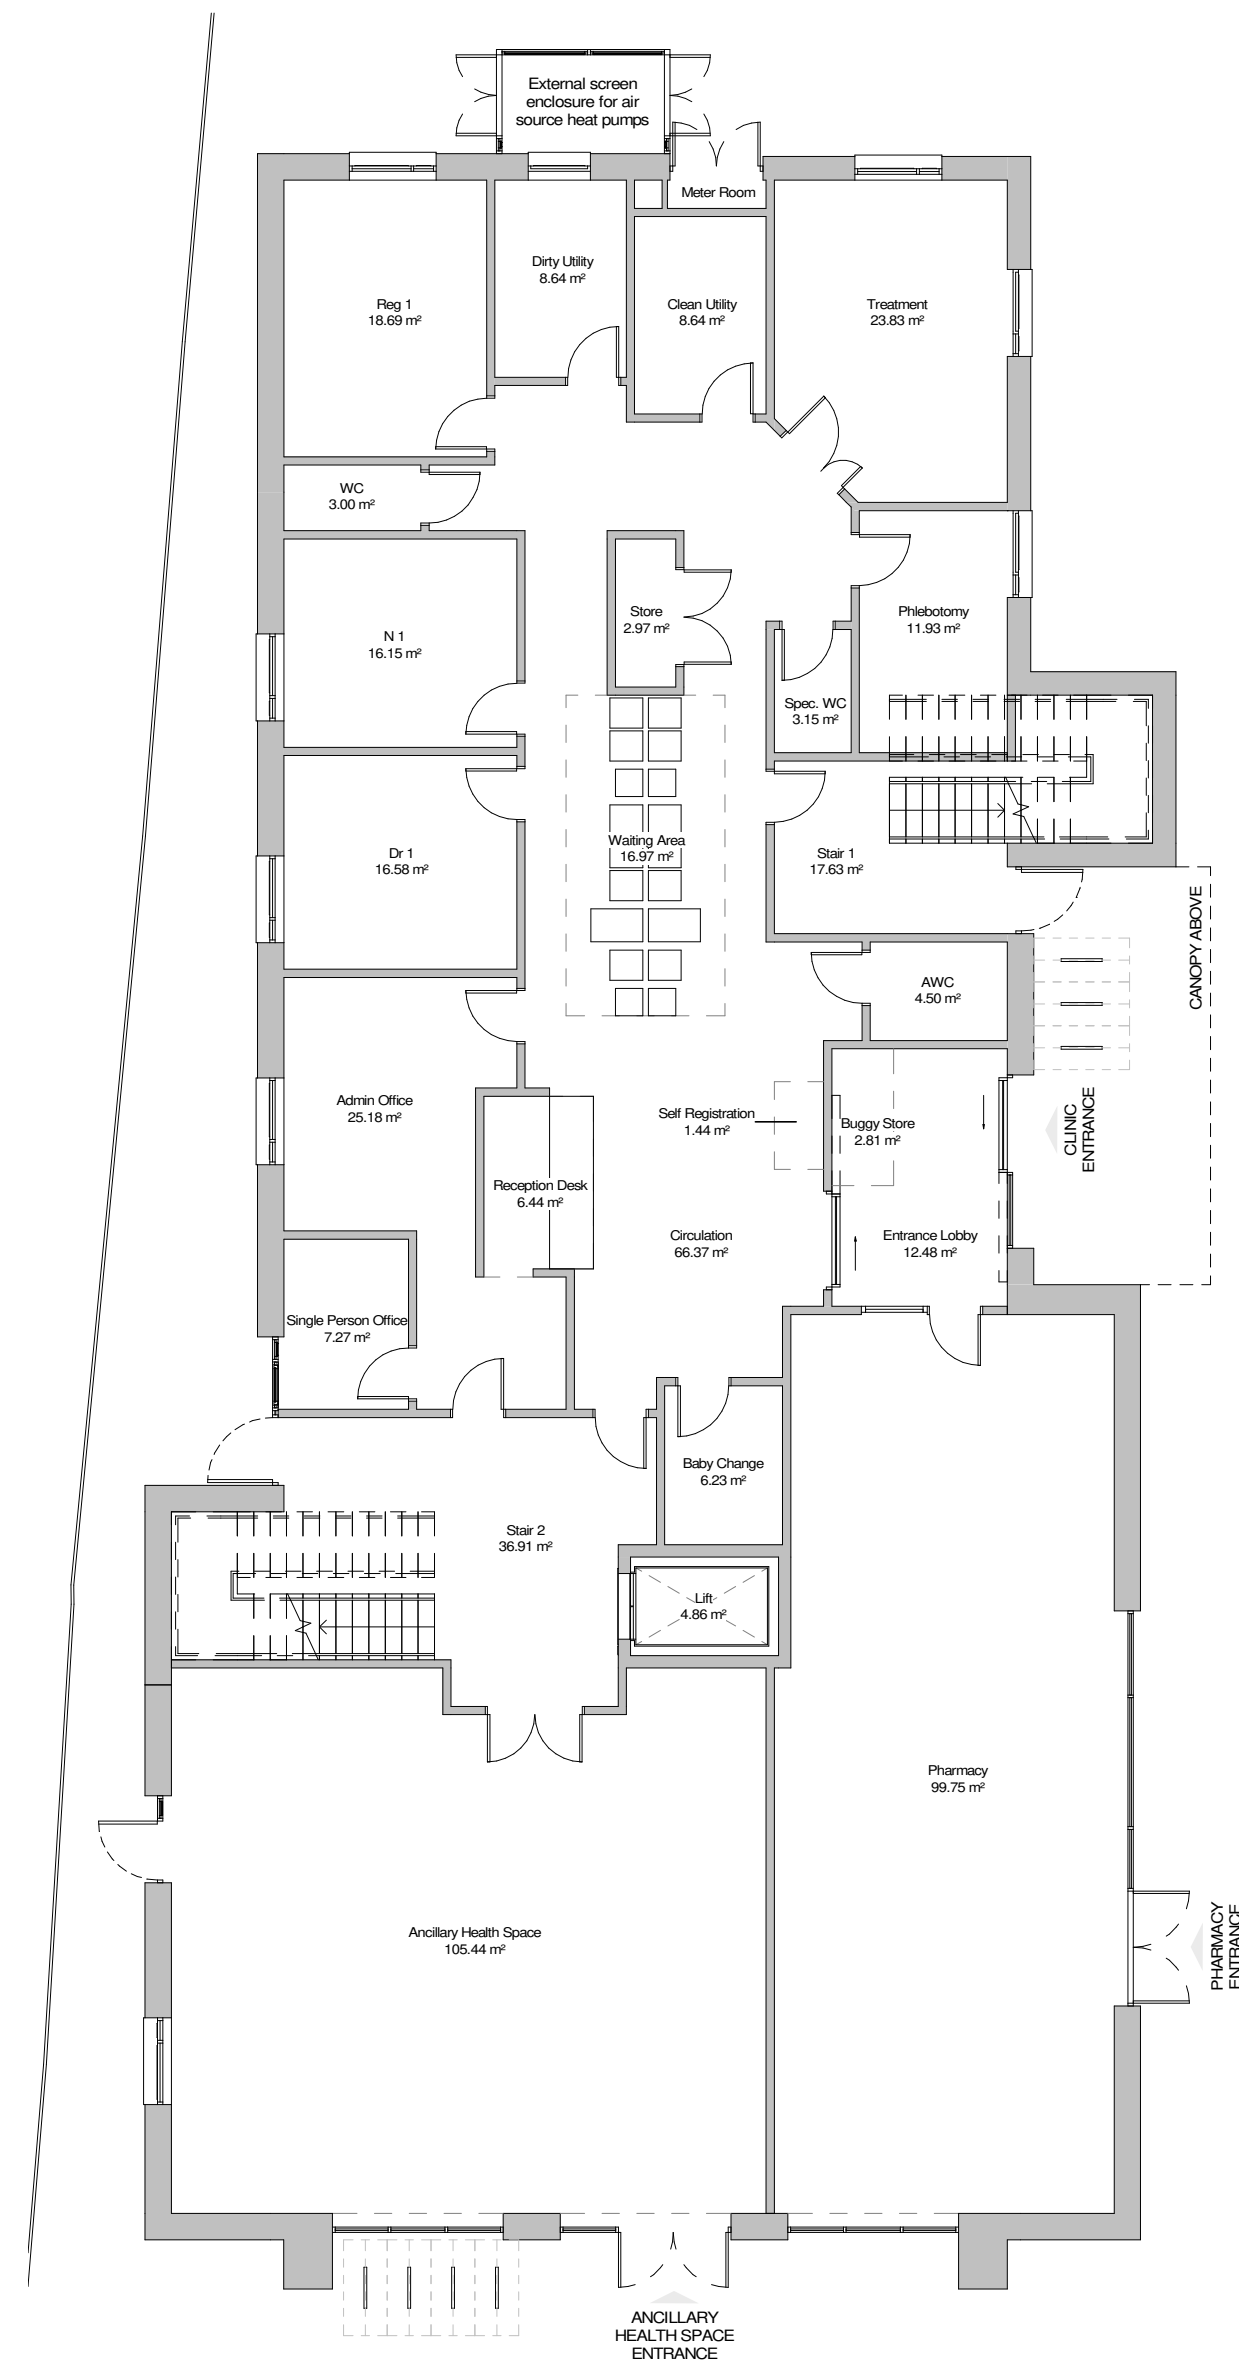 External screen
enclosure for air
source heat pumps
Meter Room
Dirty Utility
8.64 m²
Reg 1
18.69 m²
Clean Utility
8.64 m²
Treatment
23.83 m²
WC
3.00 m²
Store
2.97 m²
Phlebotomy
11.93 m²
N 1
16.15 m²
Spec. WC
3.15 m²
Waiting Area
16.97 m²
Dr 1
16.58 m²
Stair 1
17.63 m²
CANOPY ABOVE
AWC
4.50 m²
Admin Office
25.18 m²
Self Registration
1.44 m²
Buggy Store
2.81 m²
CLINIC
ENTRANCE
Reception Desk
6.44 m²
Circulation
66.37 m²
Entrance Lobby
12.48 m²
Single Person Office
7.27 m²
Baby Change
6.23 m²
Stair 2
36.91 m²
Lift
4.86 m²
Pharmacy
99.75 m²
Ancillary Health Space
105.44 m²
PHARMACY
ENTRANCE
ANCILLARY
HEALTH SPACE
ENTRANCE